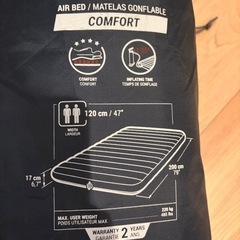 AIR BED / MATELAS GONFLABLE
COMFORT
COMFORT
CONFORT
INFLATING TIME
TEMPS DE GONFLAGE
WIDTH
LARGEUR
120 cm / 47"
17 cm
6,7"
200 cm
79"
MAX. USER WEIGHT
POIDS UTILISATEUR MAX.
220 kg
485 lbs
WARRANTY
GARANTIE
2
YEARS
ANS